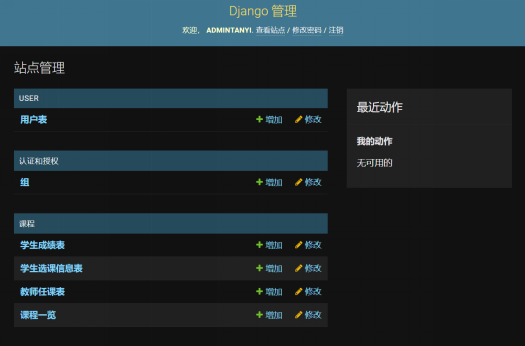 Django 管理
欢迎， ADMINTANYI. 查看站点 / 修改密码 / 注销
站点管理
USER
用户表 增加 修改
认证和授权
组 增加 修改
课程
学生成绩表 增加 修改
学生选课信息表 增加 修改
教师任课表 增加 修改
课程一览 增加 修改
最近动作
我的动作
无可用的